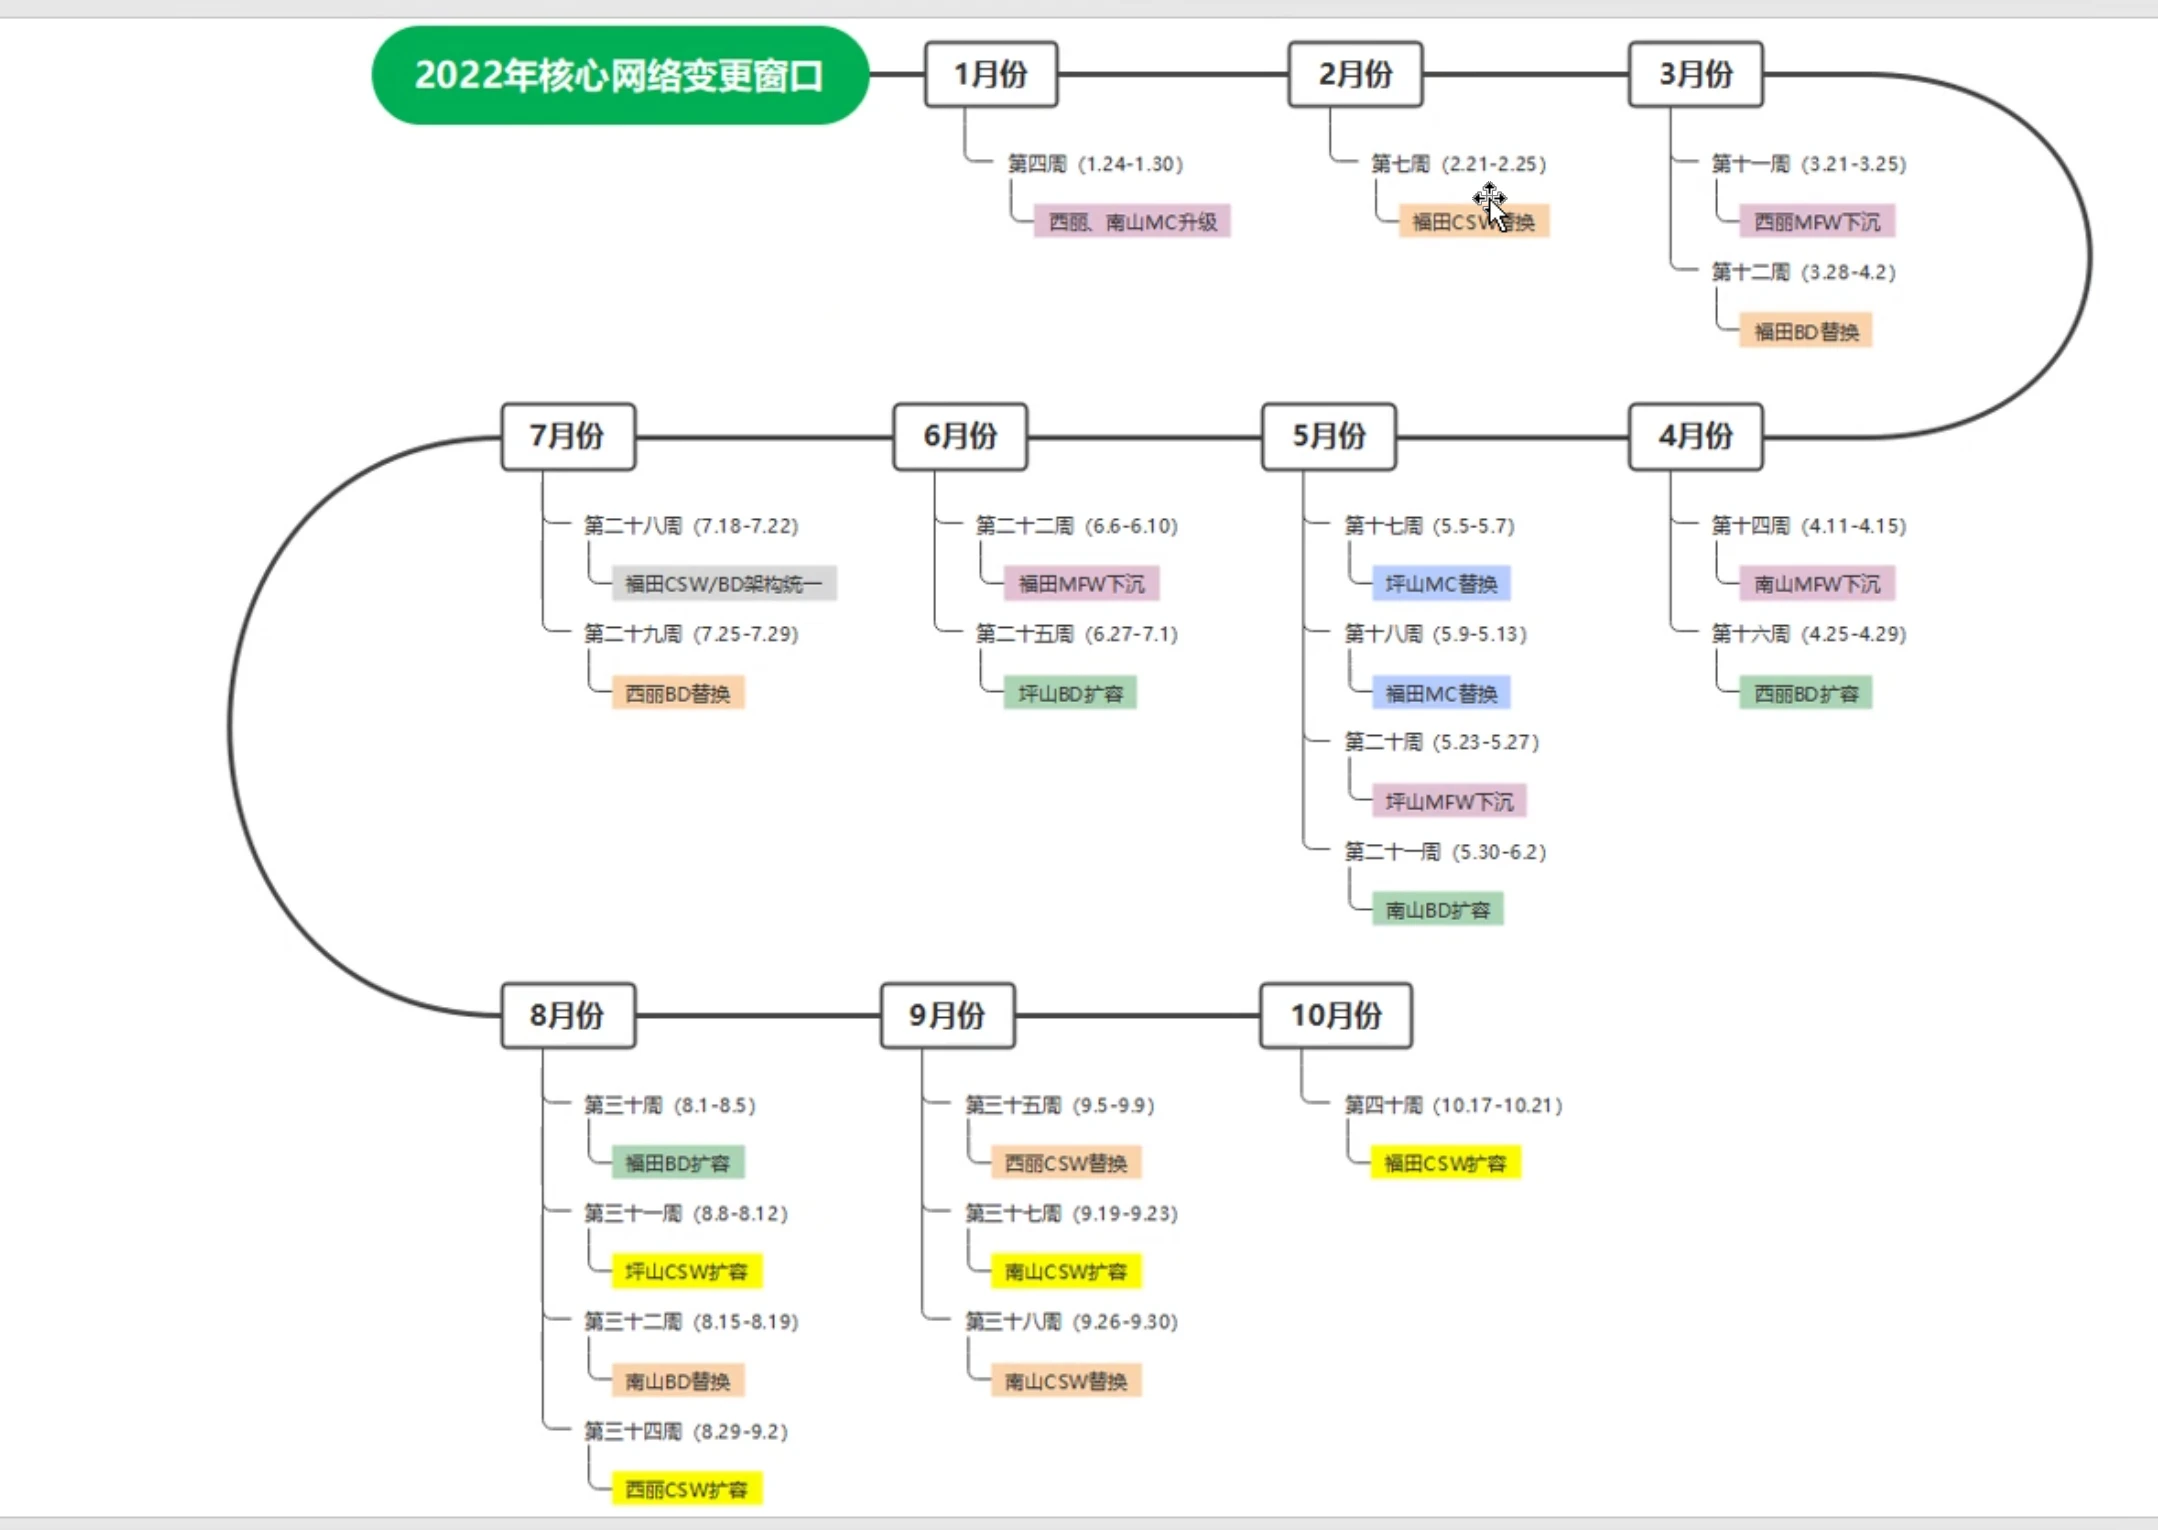 2022年核心网络变更窗口
1月份
第四周 (1.24-1.30)
西丽、南山MC升级
2月份
第七周 (2.21-2.25)
福田CSW替换
3月份
第十一周 (3.21-3.25)
西丽MFW下沉
第十二周 (3.28-4.2)
福田BD替换
4月份
第十四周 (4.11-4.15)
南山MFW下沉
第十六周 (4.25-4.29)
西丽BD扩容
5月份
第十七周 (5.5-5.7)
坪山MC替换
第十八周 (5.9-5.13)
福田MC替换
第二十周 (5.23-5.27)
坪山MFW下沉
第二十一周 (5.30-6.2)
南山BD扩容
6月份
第二十二周 (6.6-6.10)
福田MFW下沉
第二十五周 (6.27-7.1)
坪山BD扩容
7月份
第二十八周 (7.18-7.22)
福田CSW/BD架构统一
第二十九周 (7.25-7.29)
西丽BD替换
8月份
第三十周 (8.1-8.5)
福田BD扩容
第三十一周 (8.8-8.12)
坪山CSW扩容
第三十二周 (8.15-8.19)
南山BD替换
第三十四周 (8.29-9.2)
西丽CSW扩容
9月份
第三十五周 (9.5-9.9)
西丽CSW替换
第三十七周 (9.19-9.23)
南山CSW扩容
第三十八周 (9.26-9.30)
南山CSW替换
10月份
第四十周 (10.17-10.21)
福田CSW扩容